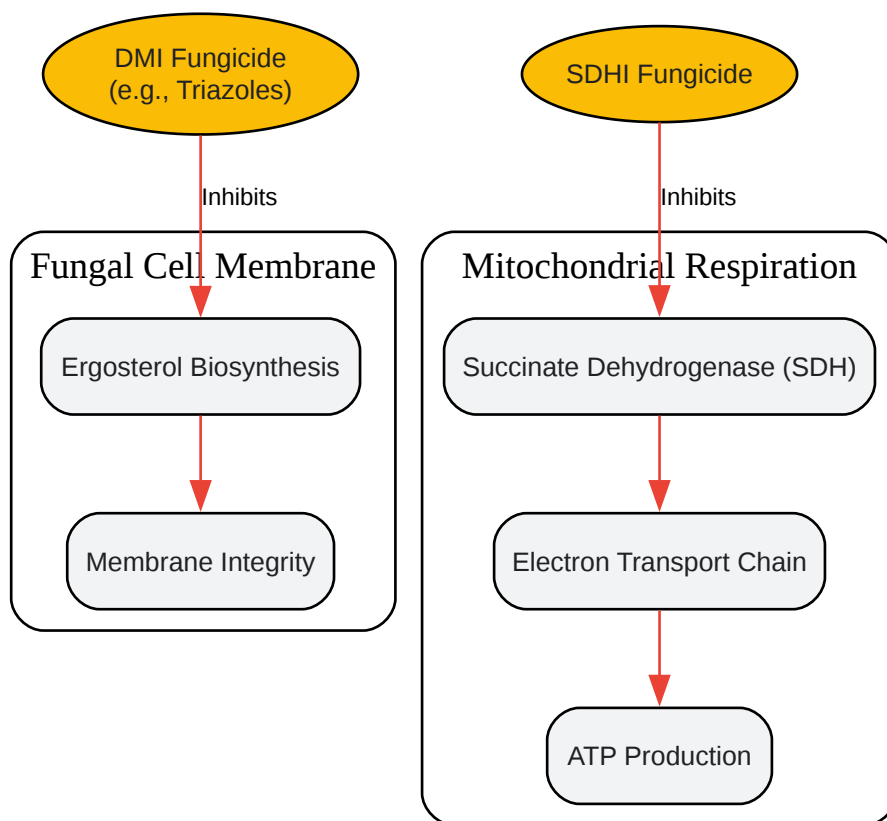 DMI Fungicide
(e.g., Triazoles)
Inhibits
Fungal Cell Membrane
Ergosterol Biosynthesis
Membrane Integrity
SDHI Fungicide
Inhibits
Mitochondrial Respiration
Succinate Dehydrogenase (SDH)
Electron Transport Chain
ATP Production